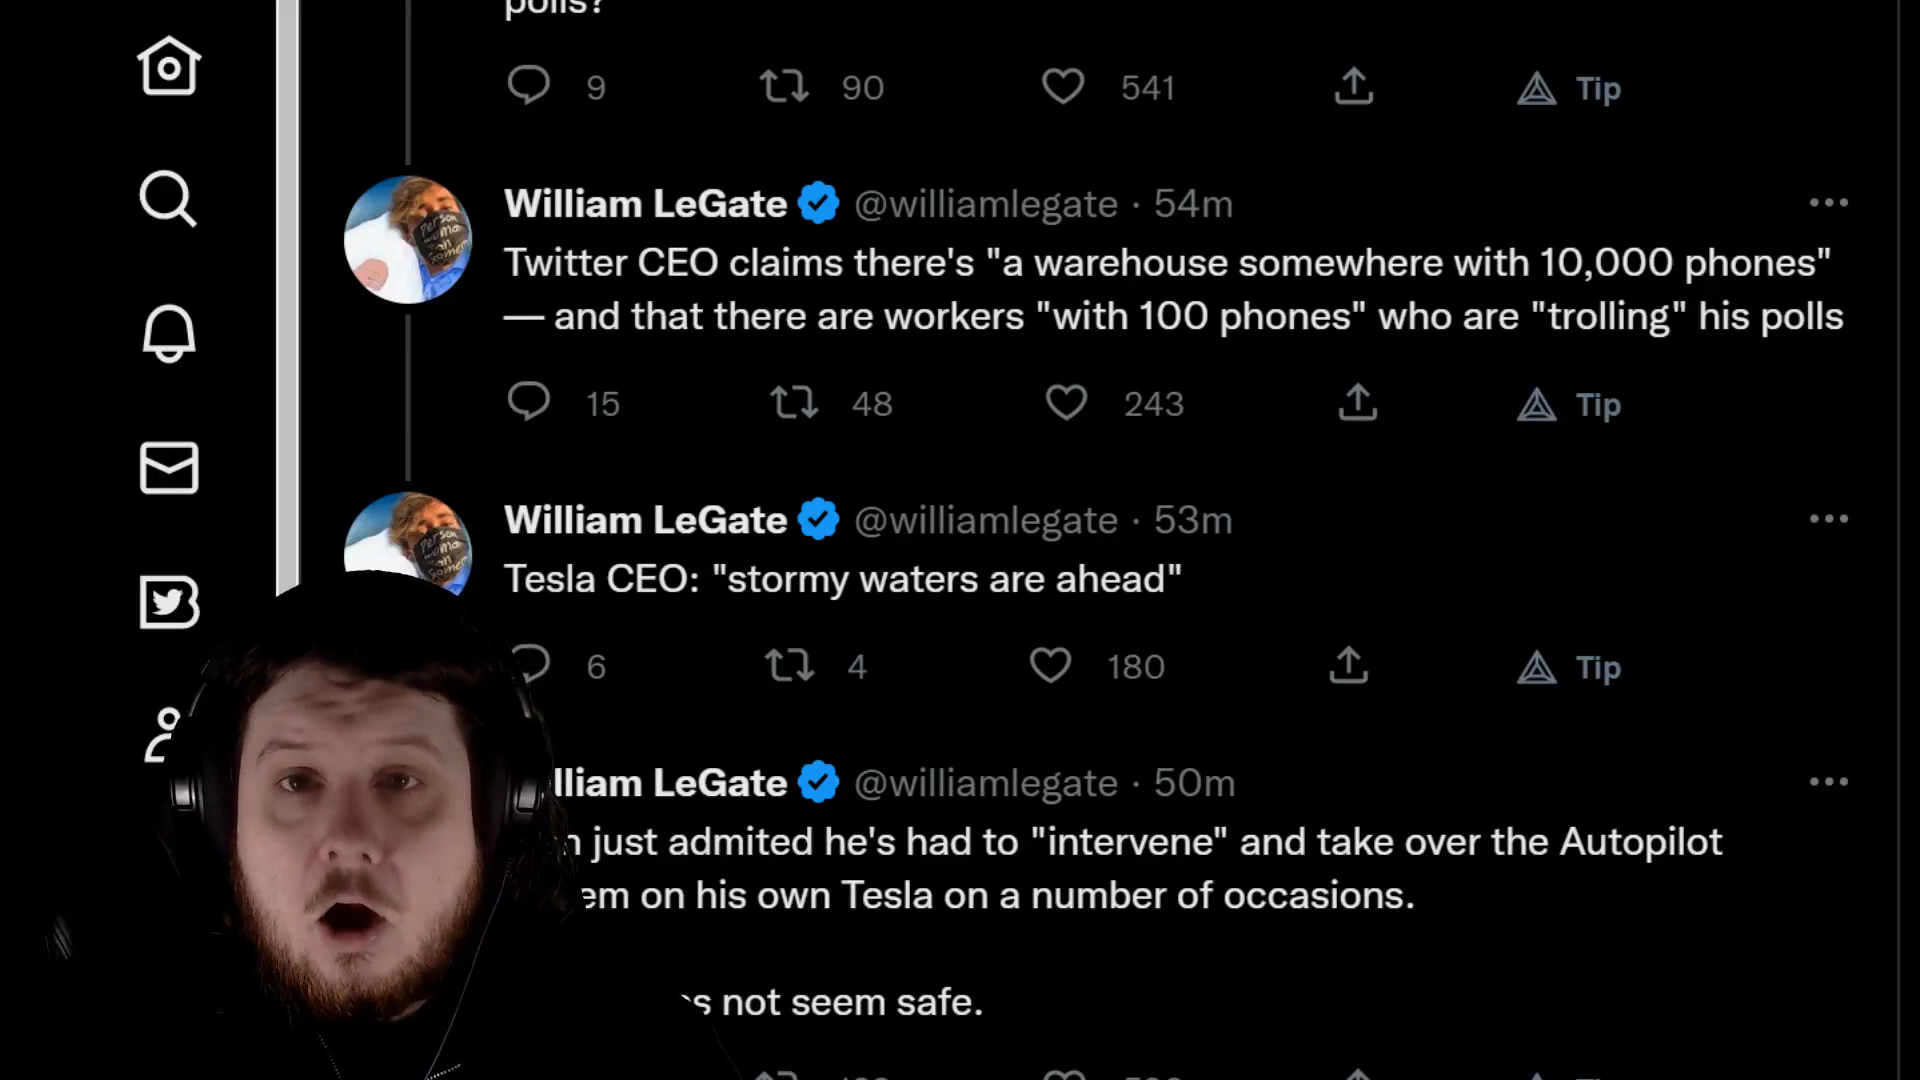 polls?
9 90 541 Tip
William LeGate @williamlegate · 54m
Twitter CEO claims there's "a warehouse somewhere with 10,000 phones"
— and that there are workers "with 100 phones" who are "trolling" his polls
15 48 243 Tip
William LeGate @williamlegate · 53m
Tesla CEO: "stormy waters are ahead"
6 4 180 Tip
lliam LeGate @williamlegate · 50m
just admited he's had to "intervene" and take over the Autopilot
em on his own Tesla on a number of occasions.
not seem safe.